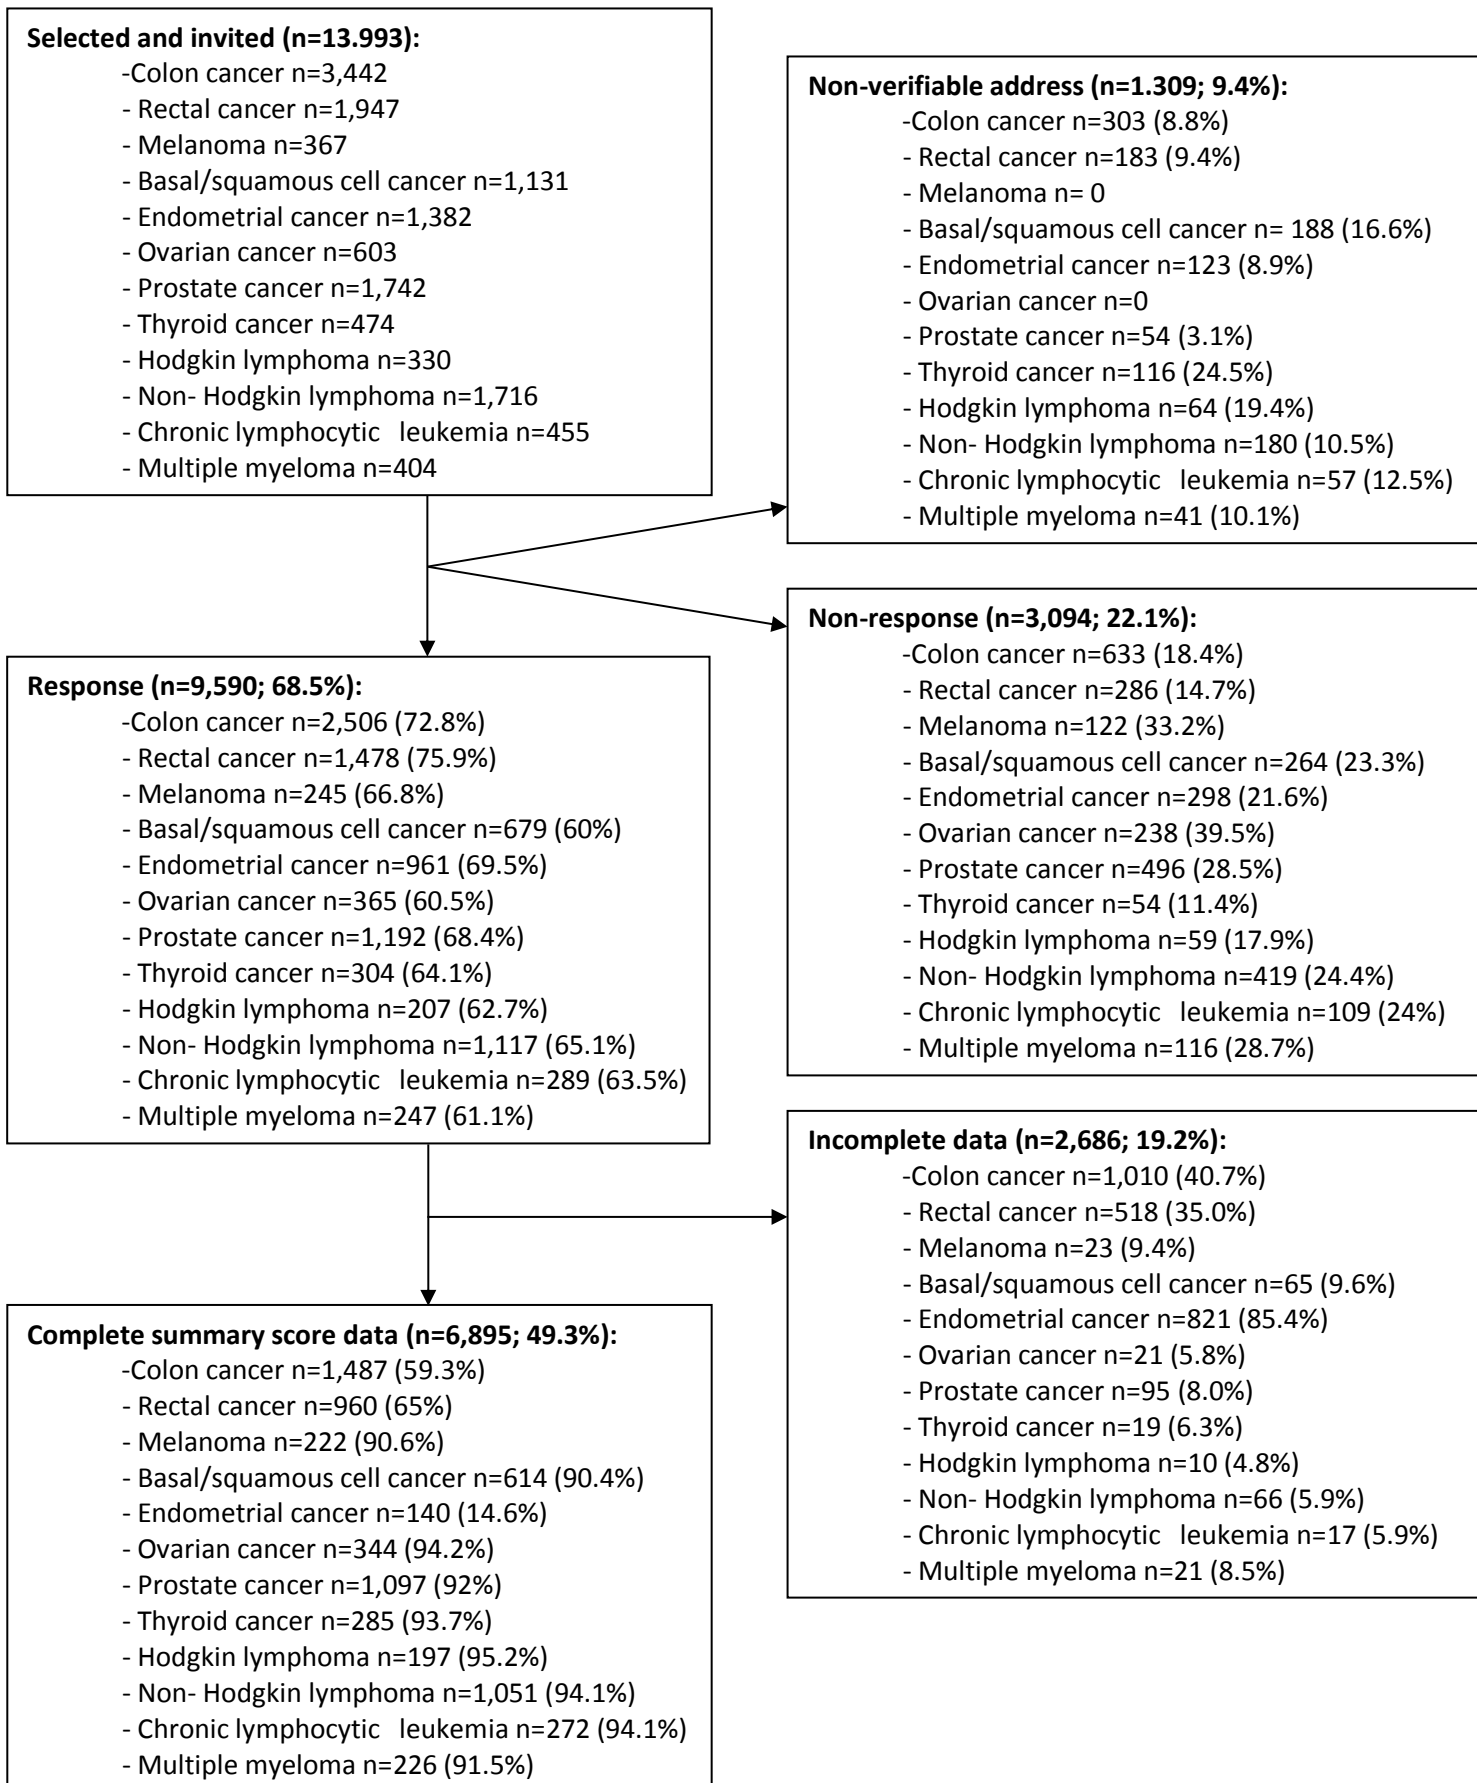 Selected and invited (n=13.993):
-Colon cancer n=3,442
- Rectal cancer n=1,947
- Melanoma n=367
- Basal/squamous cell cancer n=1,131
- Endometrial cancer n=1,382
- Ovarian cancer n=603
- Prostate cancer n=1,742
- Thyroid cancer n=474
- Hodgkin lymphoma n=330
- Non- Hodgkin lymphoma n=1,716
- Chronic lymphocytic leukemia n=455
- Multiple myeloma n=404
Non-verifiable address (n=1.309; 9.4%):
-Colon cancer n=303 (8.8%)
- Rectal cancer n=183 (9.4%)
- Melanoma n= 0
- Basal/squamous cell cancer n= 188 (16.6%)
- Endometrial cancer n=123 (8.9%)
- Ovarian cancer n=0
- Prostate cancer n=54 (3.1%)
- Thyroid cancer n=116 (24.5%)
- Hodgkin lymphoma n=64 (19.4%)
- Non- Hodgkin lymphoma n=180 (10.5%)
- Chronic lymphocytic leukemia n=57 (12.5%)
- Multiple myeloma n=41 (10.1%)
Non-response (n=3,094; 22.1%):
-Colon cancer n=633 (18.4%)
- Rectal cancer n=286 (14.7%)
- Melanoma n=122 (33.2%)
- Basal/squamous cell cancer n=264 (23.3%)
- Endometrial cancer n=298 (21.6%)
- Ovarian cancer n=238 (39.5%)
- Prostate cancer n=496 (28.5%)
- Thyroid cancer n=54 (11.4%)
- Hodgkin lymphoma n=59 (17.9%)
- Non- Hodgkin lymphoma n=419 (24.4%)
- Chronic lymphocytic leukemia n=109 (24%)
- Multiple myeloma n=116 (28.7%)
Response (n=9,590; 68.5%):
-Colon cancer n=2,506 (72.8%)
- Rectal cancer n=1,478 (75.9%)
- Melanoma n=245 (66.8%)
- Basal/squamous cell cancer n=679 (60%)
- Endometrial cancer n=961 (69.5%)
- Ovarian cancer n=365 (60.5%)
- Prostate cancer n=1,192 (68.4%)
- Thyroid cancer n=304 (64.1%)
- Hodgkin lymphoma n=207 (62.7%)
- Non- Hodgkin lymphoma n=1,117 (65.1%)
- Chronic lymphocytic leukemia n=289 (63.5%)
- Multiple myeloma n=247 (61.1%)
Incomplete data (n=2,686; 19.2%):
-Colon cancer n=1,010 (40.7%)
- Rectal cancer n=518 (35.0%)
- Melanoma n=23 (9.4%)
- Basal/squamous cell cancer n=65 (9.6%)
- Endometrial cancer n=821 (85.4%)
- Ovarian cancer n=21 (5.8%)
- Prostate cancer n=95 (8.0%)
- Thyroid cancer n=19 (6.3%)
- Hodgkin lymphoma n=10 (4.8%)
- Non- Hodgkin lymphoma n=66 (5.9%)
- Chronic lymphocytic leukemia n=17 (5.9%)
- Multiple myeloma n=21 (8.5%)
Complete summary score data (n=6,895; 49.3%):
-Colon cancer n=1,487 (59.3%)
- Rectal cancer n=960 (65%)
- Melanoma n=222 (90.6%)
- Basal/squamous cell cancer n=614 (90.4%)
- Endometrial cancer n=140 (14.6%)
- Ovarian cancer n=344 (94.2%)
- Prostate cancer n=1,097 (92%)
- Thyroid cancer n=285 (93.7%)
- Hodgkin lymphoma n=197 (95.2%)
- Non- Hodgkin lymphoma n=1,051 (94.1%)
- Chronic lymphocytic leukemia n=272 (94.1%)
- Multiple myeloma n=226 (91.5%)